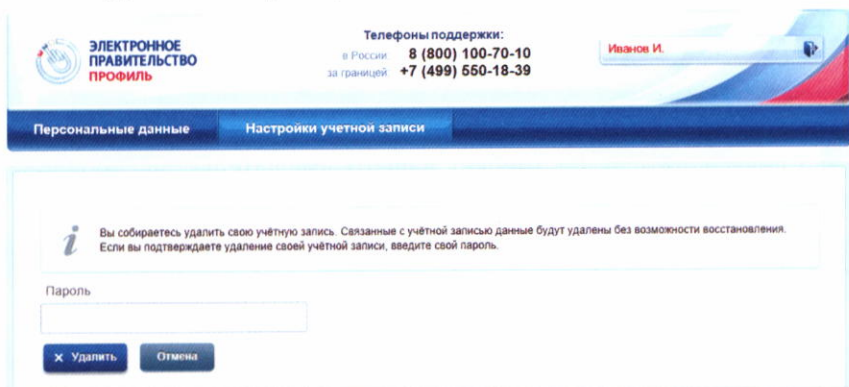 ЭЛЕКТРОННОЕ
ПРАВИТЕЛЬСТВО
ПРОФИЛЬ
Телефоны поддержки:
в России: 8 (800) 100-70-10
за границей: +7 (499) 550-18-39
Иванов И.
Персональные данные Настройки учетной записи
Вы собираетесь удалить свою учётную запись. Связанные с учётной записью данные будут удалены без возможности восстановления.
Если вы подтверждаете удаление своей учётной записи, введите свой пароль.
Пароль
× Удалить Отмена